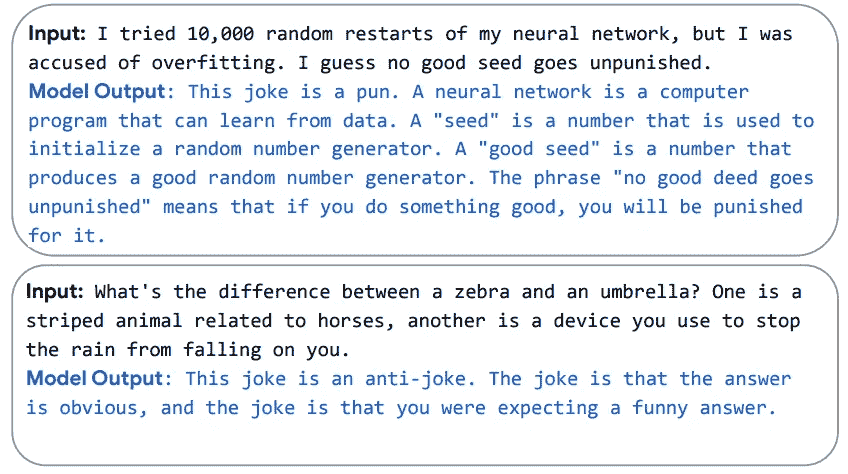 Input: I tried 10,000 random restarts of my neural network, but I was
accused of overfitting. I guess no good seed goes unpunished.
Model Output: This joke is a pun. A neural network is a computer
program that can learn from data. A "seed" is a number that is used to
initialize a random number generator. A "good seed" is a number that
produces a good random number generator. The phrase "no good deed goes
unpunished" means that if you do something good, you will be punished
for it.
Input: What's the difference between a zebra and an umbrella? One is a
striped animal related to horses, another is a device you use to stop
the rain from falling on you.
Model Output: This joke is an anti-joke. The joke is that the answer
is obvious, and the joke is that you were expecting a funny answer.